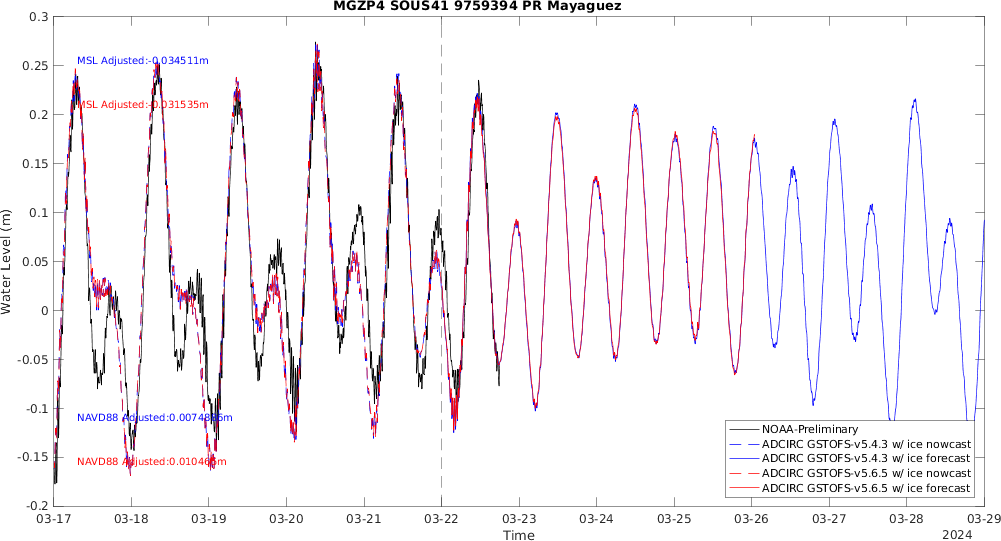 MGZP4 SOUS41 9759394 PR Mayaguez
0.3
0.25
0.2
0.15
0.1
0.05
0
-0.05
-0.1
-0.15
-0.2
Water Level (m)
MSL Adjusted:-0.034511m
MSL Adjusted:-0.031535m
NAVD88 Adjusted:
NAVD88 Adjusted:
NOAA-Preliminary
ADCIRC GSTOFS-v5.4.3 w/ ice nowcast
ADCIRC GSTOFS-v5.4.3 w/ ice forecast
ADCIRC GSTOFS-v5.6.5 w/ ice nowcast
ADCIRC GSTOFS-v5.6.5 w/ ice forecast
03-17 03-18 03-19 03-20 03-21 03-22 03-23 03-24 03-25 03-26 03-27 03-28 03-29
Time
2024